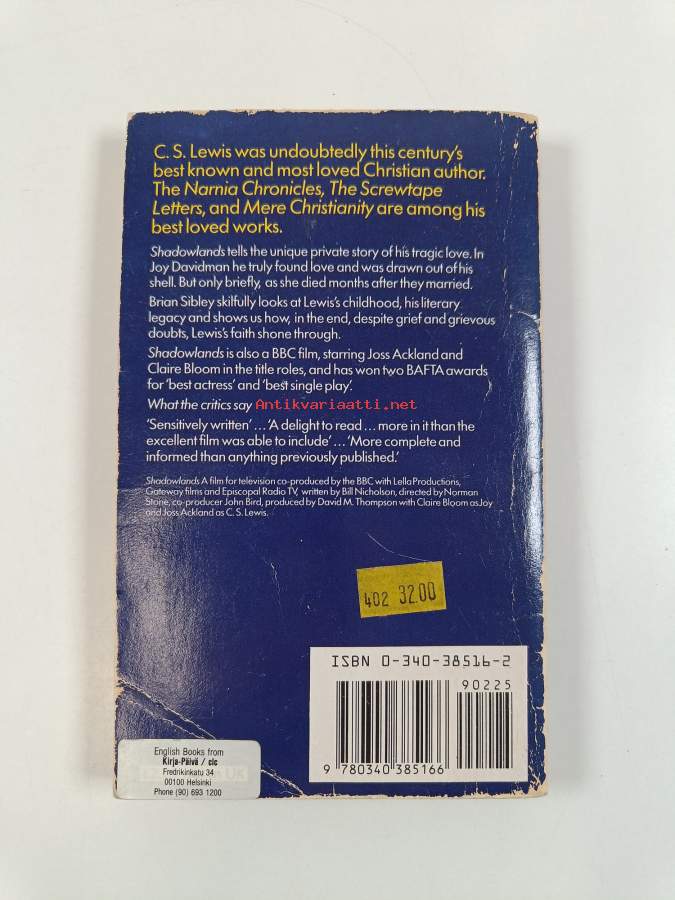 C. S. Lewis was undoubtedly this century's
best known and most loved Christian author.
The Narnia Chronicles, The Screwtape
Letters, and Mere Christianity are among his
best loved works.
Shadowlands tells the unique private story of his tragic love. In
Joy Davidman he truly found love and was drawn out of his
shell. But only briefly, as she died months after they married.
Brian Sibley skilfully looks at Lewis's childhood, his literary
legacy and shows us how, in the end, despite grief and grievous
doubts, Lewis's faith shone through.
Shadowlands is also a BBC film, starring Joss Ackland and
Claire Bloom in the title roles, and has won two BAFTA awards
for 'best actress' and 'best single play'.
What the critics say
Antikvariaatti.net
'Sensitively written' ... 'A delight to read ... more in it than the
excellent film was able to include' ... 'More complete and
informed than anything previously published.'
Shadowlands A film for television co-produced by the BBC with Lella Productions,
Gateway films and Episcopal Radio TV, written by Bill Nicholson, directed by Norman
Stone, co-producer John Bird, produced by David M. Thompson with Claire Bloom as Joy
and Joss Ackland as C. S. Lewis.
402 32.00
ISBN 0-340-38516-2
90225
9 780340 385166
English Books from
Kirja-Päivä / clc
Fredrikinkatu 34
00100 Helsinki
Phone (90) 693 1200